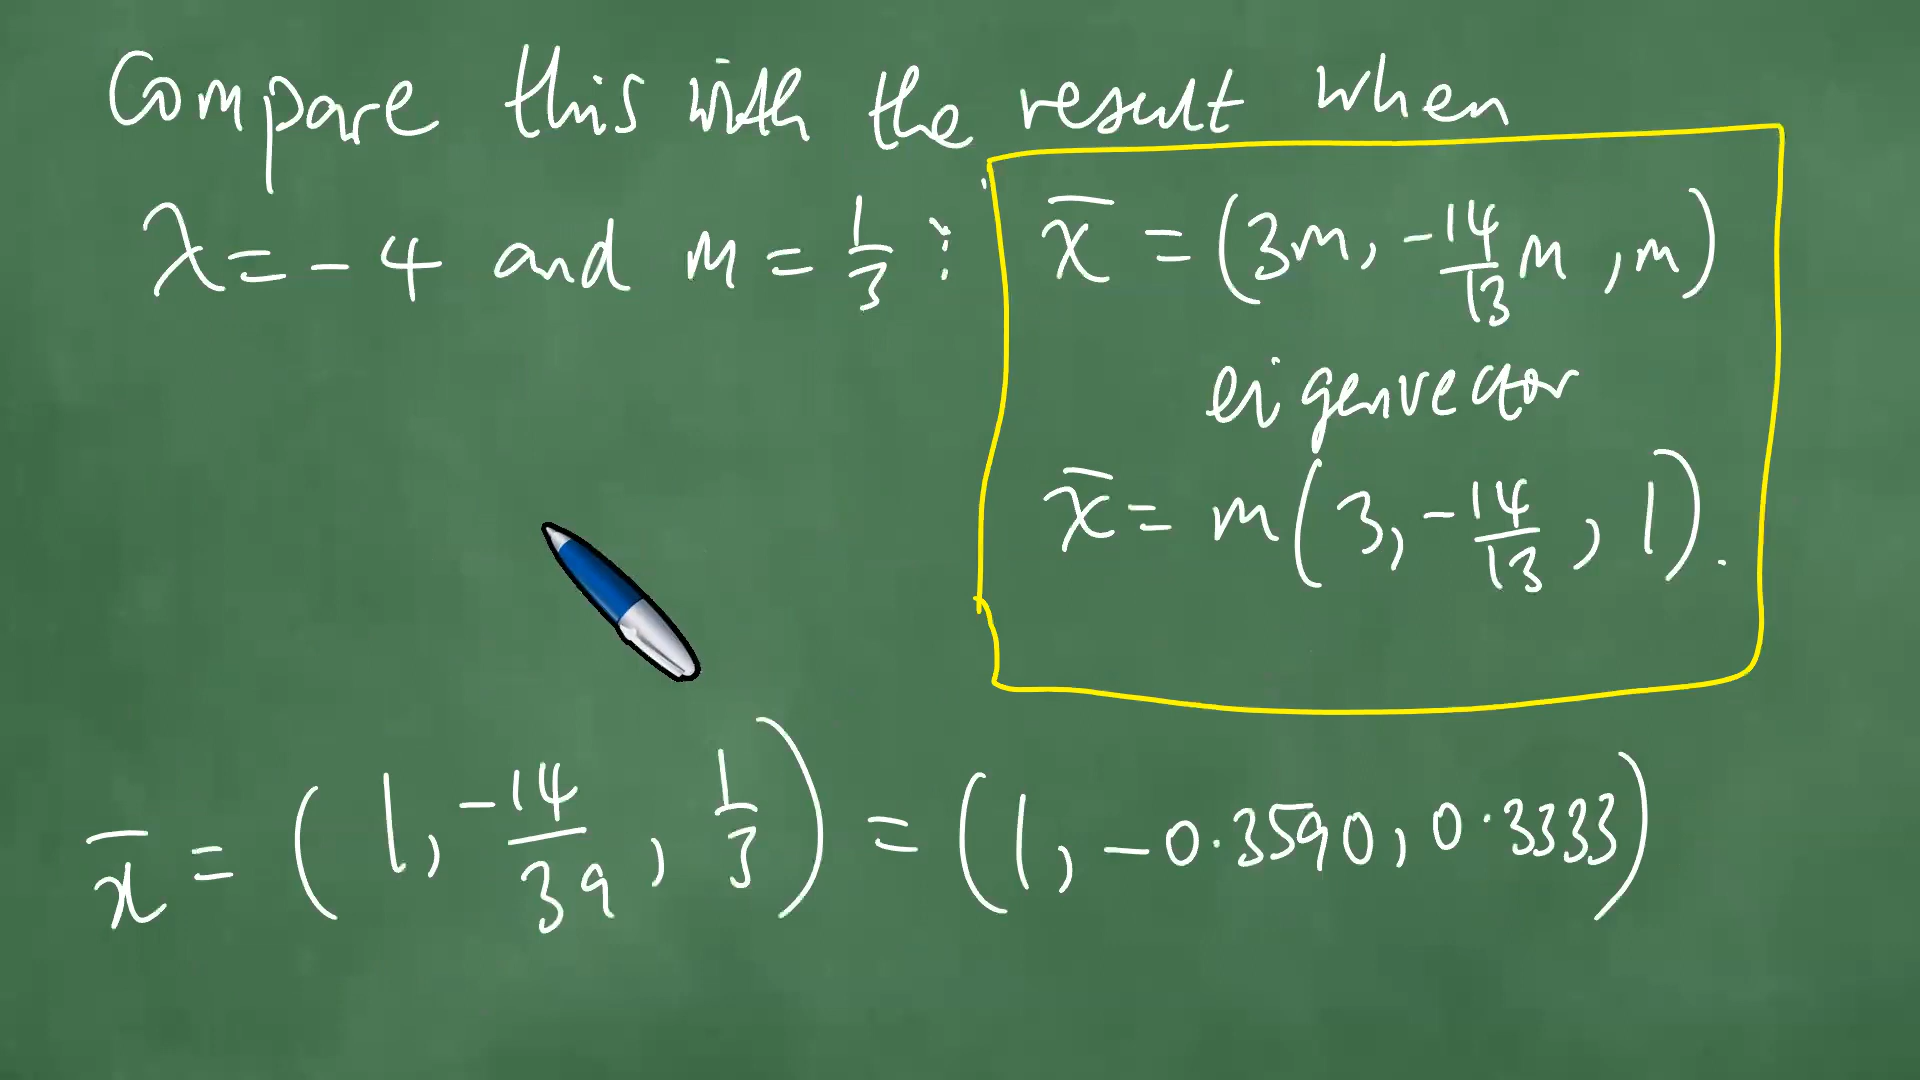 Compare this with the result when
λ = -4 and m = 1/3 :
x̄ = (3m, -14/13 m, m)
eigenvector
x̄ = m(3, -14/13, 1).
x̄ = (1, -14/39, 1/3) = (1, -0.3590, 0.3333)